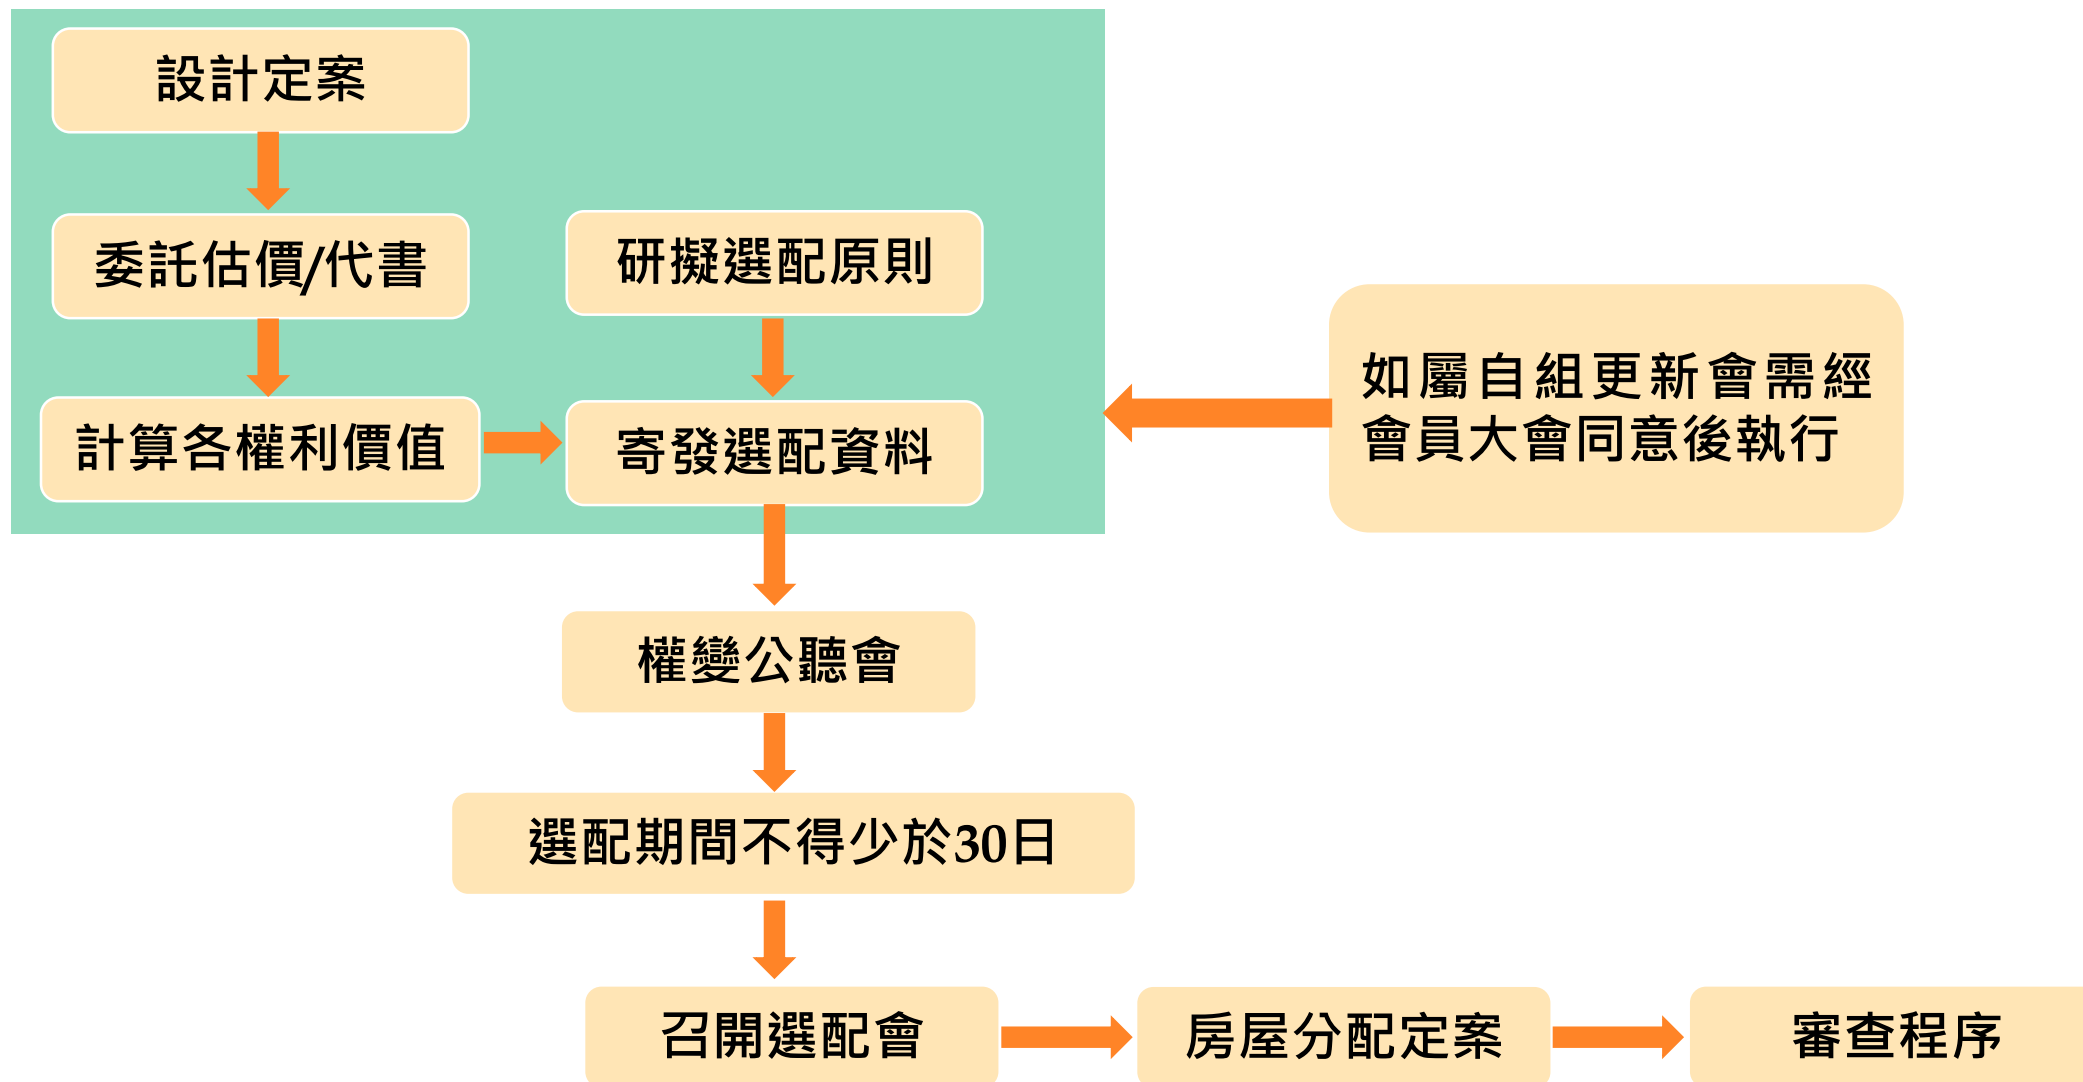 設計定案
委託估價/代書
研擬選配原則
計算各權利價值
寄發選配資料
如屬自組更新會需經
會員大會同意後執行
權變公聽會
選配期間不得少於30日
召開選配會
房屋分配定案
審查程序